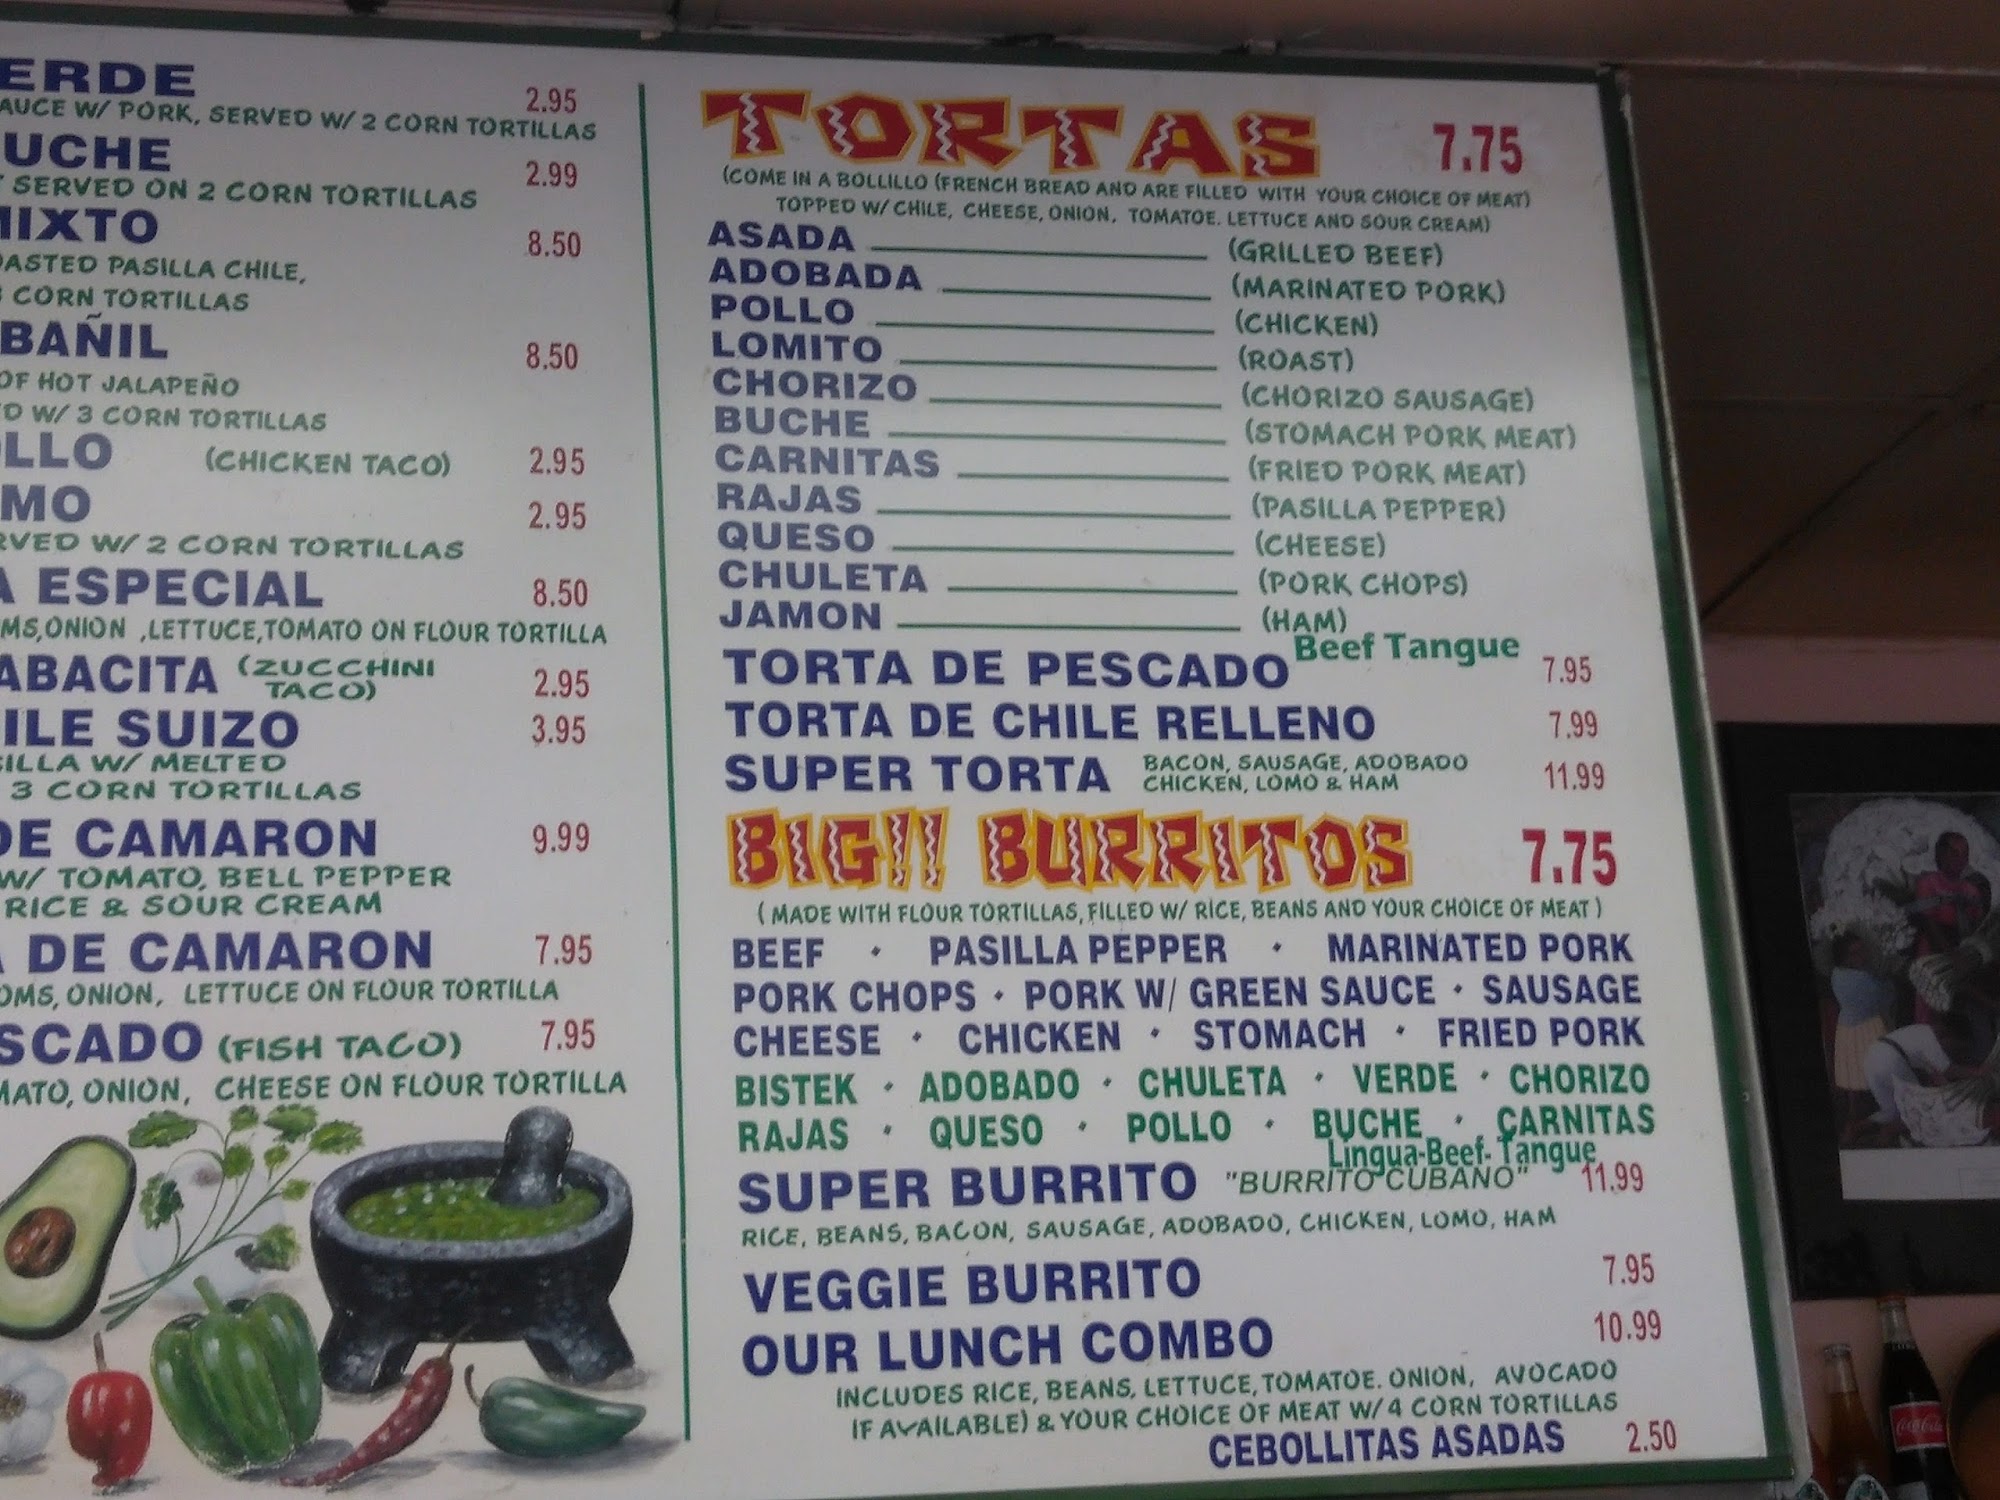 ERDE 2.95
AUCE W/ PORK, SERVED W/ 2 CORN TORTILLAS
UCHE 2.99
T SERVED ON 2 CORN TORTILLAS
MIXTO 8.50
OASTED PASILLA CHILE,
3 CORN TORTILLAS
BAÑIL 8.50
OF HOT JALAPEÑO
ED W/ 3 CORN TORTILLAS
OLLO (CHICKEN TACO) 2.95
MO 2.95
RVED W/ 2 CORN TORTILLAS
A ESPECIAL 8.50
MS,ONION ,LETTUCE,TOMATO ON FLOUR TORTILLA
ABACITA (ZUCCHINI TACO) 2.95
ILE SUIZO 3.95
SILLA W/ MELTED
3 CORN TORTILLAS
DE CAMARON 9.99
W/ TOMATO, BELL PEPPER
RICE & SOUR CREAM
A DE CAMARON 7.95
OMS, ONION, LETTUCE ON FLOUR TORTILLA
SCADO (FISH TACO) 7.95
MATO, ONION, CHEESE ON FLOUR TORTILLA
TORTAS 7.75
(COME IN A BOLLILLO (FRENCH BREAD AND ARE FILLED WITH YOUR CHOICE OF MEAT)
TOPPED W/ CHILE, CHEESE, ONION, TOMATOE. LETTUCE AND SOUR CREAM)
ASADA (GRILLED BEEF)
ADOBADA (MARINATED PORK)
POLLO (CHICKEN)
LOMITO (ROAST)
CHORIZO (CHORIZO SAUSAGE)
BUCHE (STOMACH PORK MEAT)
CARNITAS (FRIED PORK MEAT)
RAJAS (PASILLA PEPPER)
QUESO (CHEESE)
CHULETA (PORK CHOPS)
JAMON (HAM)
Beef Tangue
TORTA DE PESCADO 7.95
TORTA DE CHILE RELLENO 7.99
SUPER TORTA BACON, SAUSAGE, ADOBADO 11.99
CHICKEN, LOMO & HAM
BIG!! BURRITOS 7.75
( MADE WITH FLOUR TORTILLAS, FILLED W/ RICE, BEANS AND YOUR CHOICE OF MEAT )
BEEF • PASILLA PEPPER • MARINATED PORK
PORK CHOPS • PORK W/ GREEN SAUCE • SAUSAGE
CHEESE • CHICKEN • STOMACH • FRIED PORK
BISTEK • ADOBADO • CHULETA • VERDE • CHORIZO
RAJAS • QUESO • POLLO • BUCHE • CARNITAS
Lingua-Beef- Tangue
SUPER BURRITO "BURRITO CUBANO" 11.99
RICE, BEANS, BACON, SAUSAGE, ADOBADO, CHICKEN, LOMO, HAM
VEGGIE BURRITO 7.95
OUR LUNCH COMBO 10.99
INCLUDES RICE, BEANS, LETTUCE, TOMATOE. ONION, AVOCADO
IF AVAILABLE) & YOUR CHOICE OF MEAT W/ 4 CORN TORTILLAS
CEBOLLITAS ASADAS 2.50
Coca-Cola